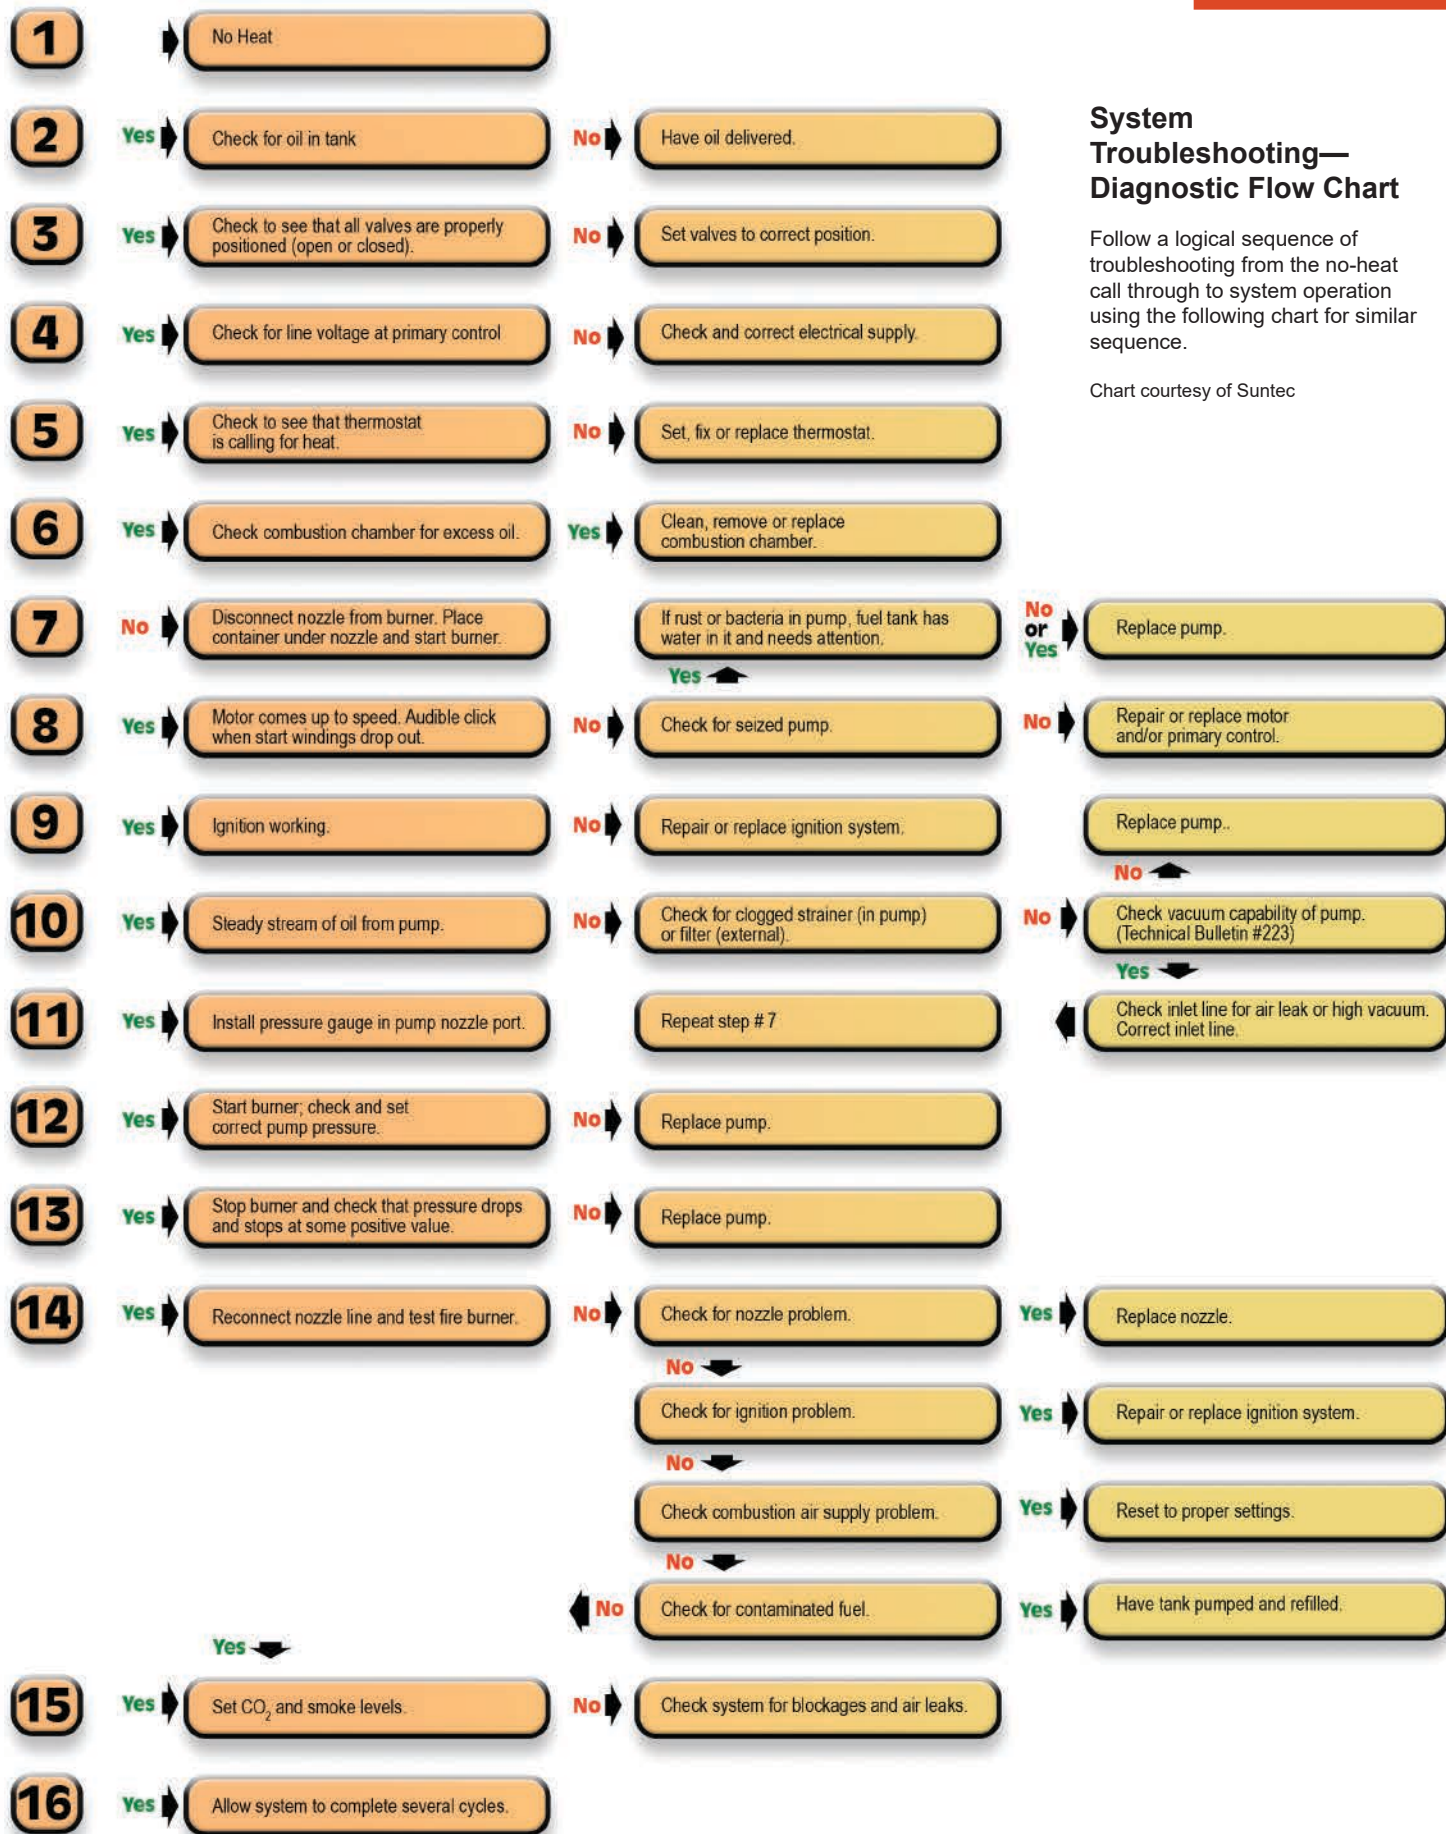 1
No Heat
System
Troubleshooting—
Diagnostic Flow Chart
Follow a logical sequence of
troubleshooting from the no-heat
call through to system operation
using the following chart for similar
sequence.
Chart courtesy of Suntec
2
Yes
Check for oil in tank
No
Have oil delivered.
3
Yes
Check to see that all valves are properly
positioned (open or closed).
No
Set valves to correct position.
4
Yes
Check for line voltage at primary control
No
Check and correct electrical supply.
5
Yes
Check to see that thermostat
is calling for heat.
No
Set, fix or replace thermostat.
6
Yes
Check combustion chamber for excess oil.
Yes
Clean, remove or replace
combustion chamber.
7
No
Disconnect nozzle from burner. Place
container under nozzle and start burner.
If rust or bacteria in pump, fuel tank has
water in it and needs attention.
No
or
Yes
Replace pump.
Yes
8
Yes
Motor comes up to speed. Audible click
when start windings drop out.
No
Check for seized pump.
No
Repair or replace motor
and/or primary control.
9
Yes
Ignition working.
No
Repair or replace ignition system.
Replace pump..
No
10
Yes
Steady stream of oil from pump.
No
Check for clogged strainer (in pump)
or filter (external).
No
Check vacuum capability of pump.
(Technical Bulletin #223)
Yes
11
Yes
Install pressure gauge in pump nozzle port.
Repeat step # 7
Check inlet line for air leak or high vacuum.
Correct inlet line.
12
Yes
Start burner; check and set
correct pump pressure.
No
Replace pump.
13
Yes
Stop burner and check that pressure drops
and stops at some positive value.
No
Replace pump.
14
Yes
Reconnect nozzle line and test fire burner.
No
Check for nozzle problem.
Yes
Replace nozzle.
No
Check for ignition problem.
Yes
Repair or replace ignition system.
No
Check combustion air supply problem.
Yes
Reset to proper settings.
No
No
Check for contaminated fuel.
Yes
Have tank pumped and refilled.
Yes
15
Yes
Set CO₂ and smoke levels.
No
Check system for blockages and air leaks.
16
Yes
Allow system to complete several cycles.